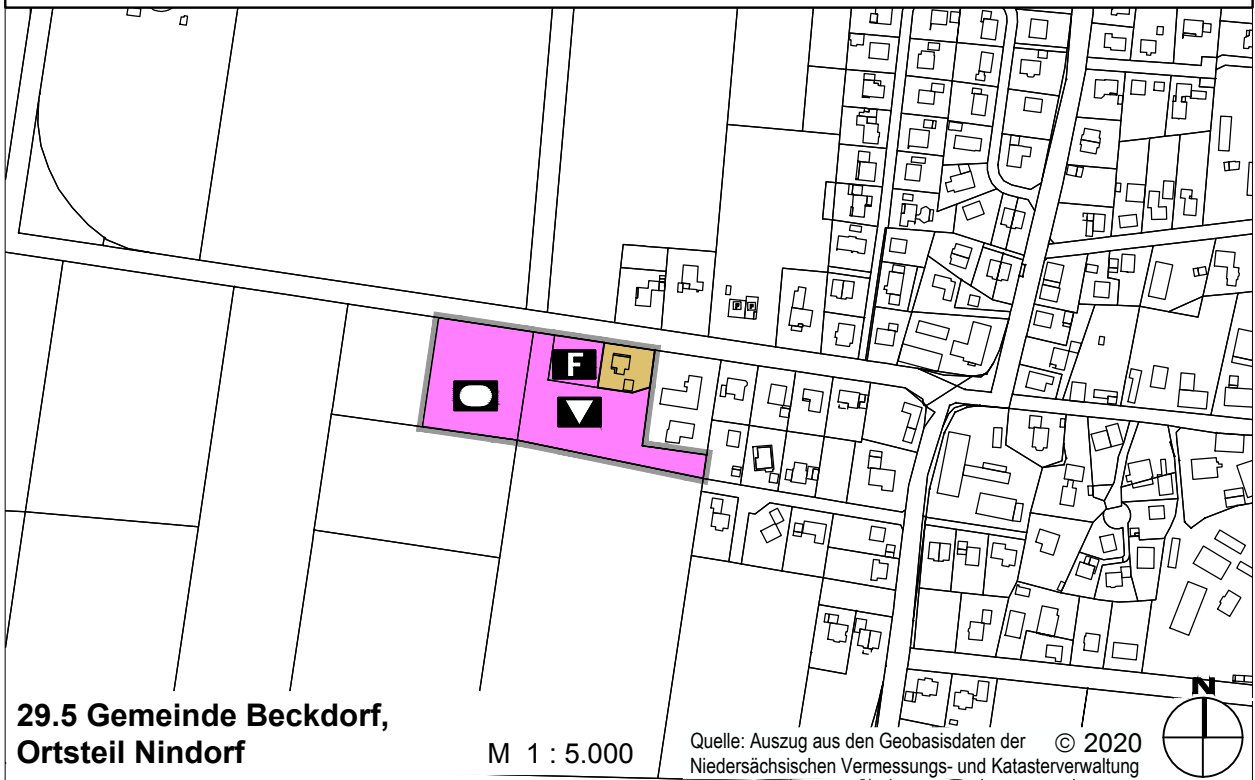 F
29.5 Gemeinde Beckdorf,
Ortsteil Nindorf
M 1 : 5.000
Quelle: Auszug aus den Geobasisdaten der © 2020
Niedersächsischen Vermessungs- und Katasterverwaltung
N